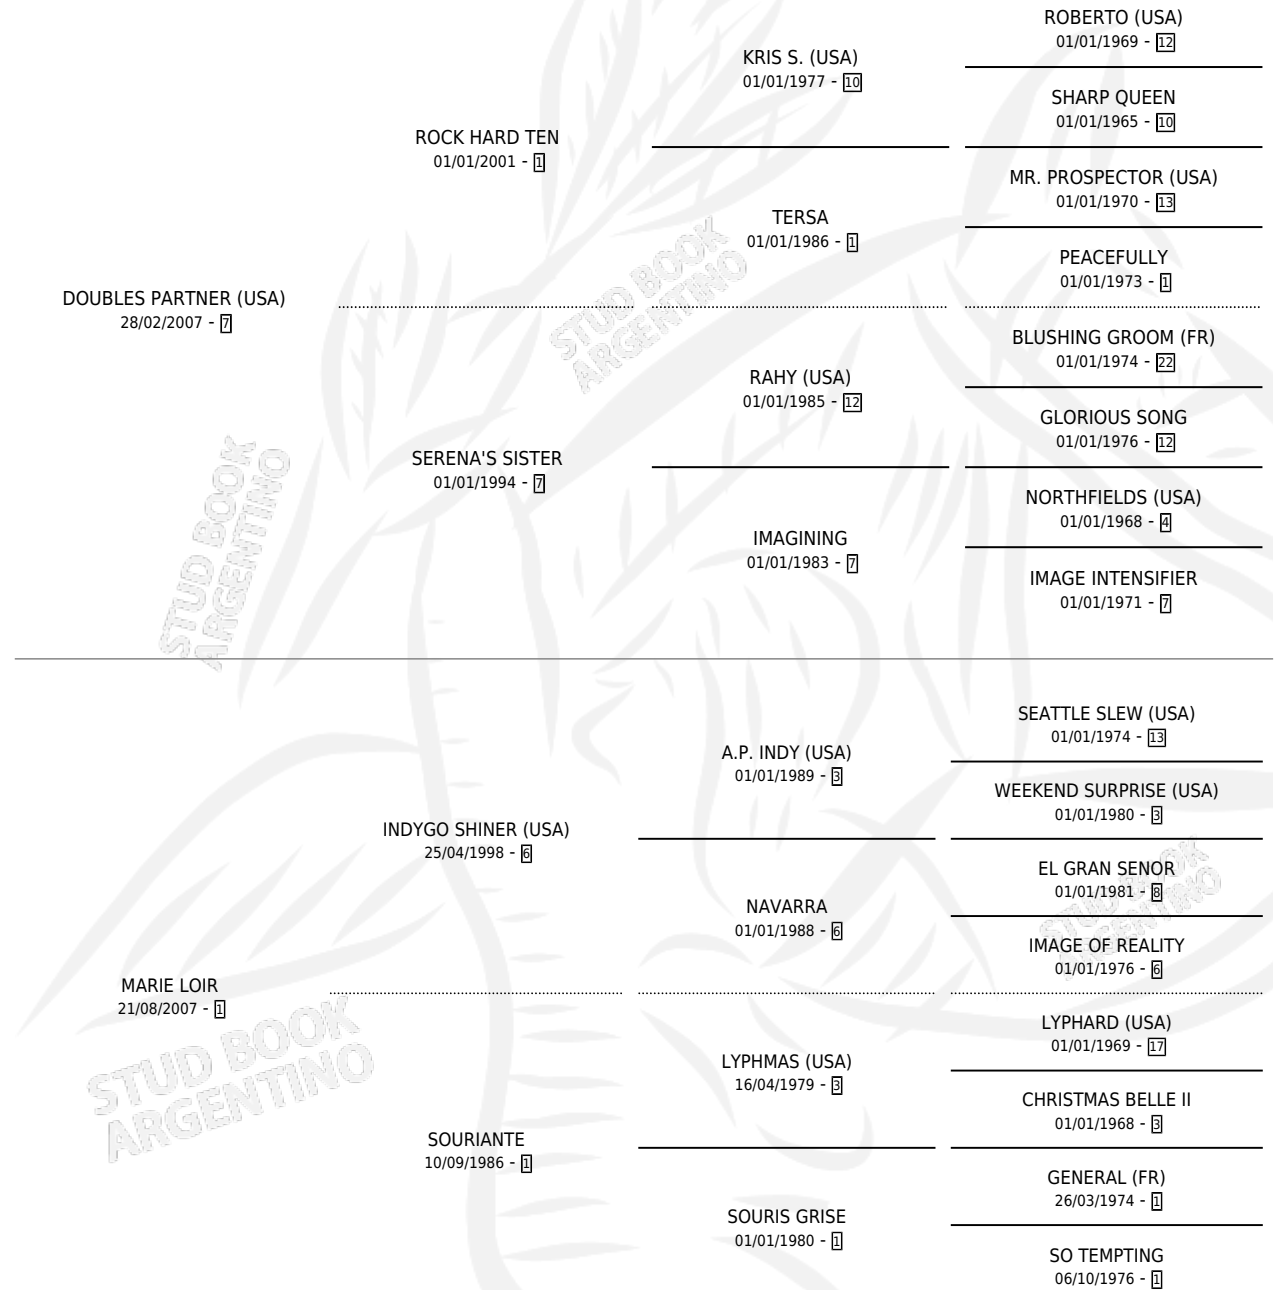 ROBERTO (USA)
01/01/1969 - 12
KRIS S. (USA)
01/01/1977 - 10
SHARP QUEEN
01/01/1965 - 10
ROCK HARD TEN
01/01/2001 - 1
MR. PROSPECTOR (USA)
01/01/1970 - 13
TERSA
01/01/1986 - 1
PEACEFULLY
01/01/1973 - 1
DOUBLES PARTNER (USA)
28/02/2007 - 7
BLUSHING GROOM (FR)
01/01/1974 - 22
RAHY (USA)
01/01/1985 - 12
GLORIOUS SONG
01/01/1976 - 12
SERENA'S SISTER
01/01/1994 - 7
NORTHFIELDS (USA)
01/01/1968 - 4
IMAGINING
01/01/1983 - 7
IMAGE INTENSIFIER
01/01/1971 - 7
STUD BOOK
ARGENTINO
STUD BOOK
ARGENTINO
SEATTLE SLEW (USA)
01/01/1974 - 13
A.P. INDY (USA)
01/01/1989 - 3
WEEKEND SURPRISE (USA)
01/01/1980 - 3
INDYGO SHINER (USA)
25/04/1998 - 6
EL GRAN SENOR
01/01/1981 - 8
NAVARRA
01/01/1988 - 6
IMAGE OF REALITY
01/01/1976 - 6
MARIE LOIR
21/08/2007 - 1
LYPHARD (USA)
01/01/1969 - 17
LYPHMAS (USA)
16/04/1979 - 3
CHRISTMAS BELLE II
01/01/1968 - 3
SOURIANTE
10/09/1986 - 1
GENERAL (FR)
26/03/1974 - 1
SOURIS GRISE
01/01/1980 - 1
SO TEMPTING
06/10/1976 - 1
STUD BOOK
ARGENTINO
STUD BOOK
ARGENTINO